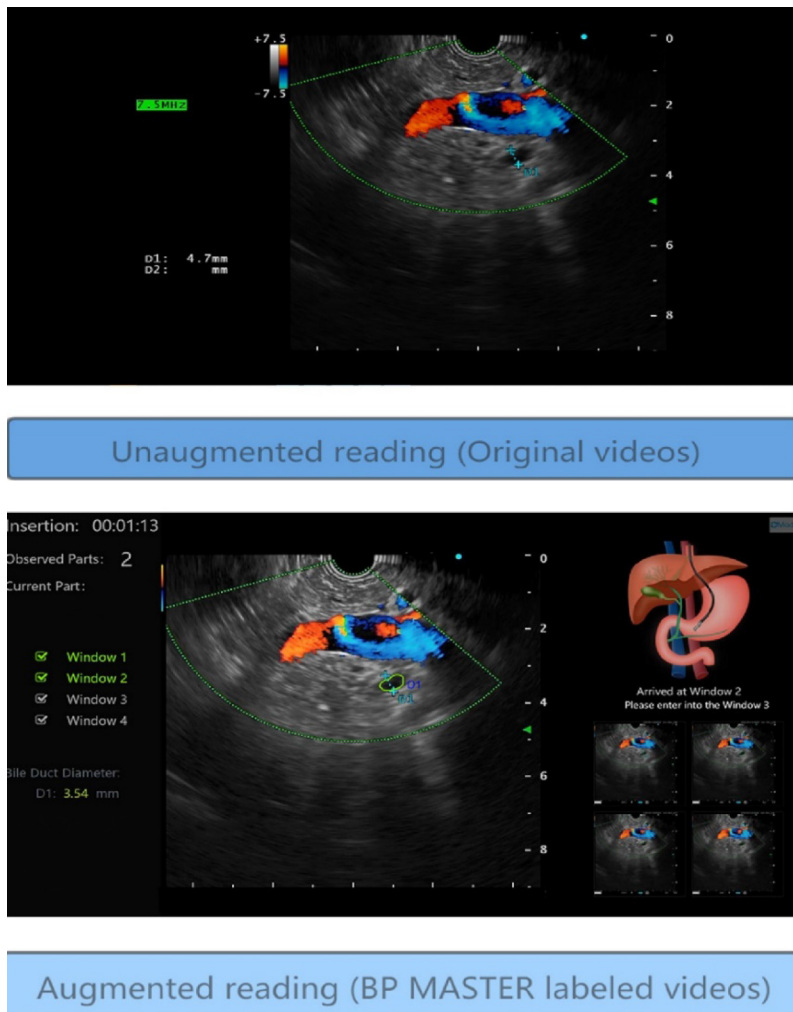 +7.5
-7.5
7.5MHz
0
2
4
6
8
D1: 4.7mm
D2: mm
Unaugmented reading (Original videos)
Insertion: 00:01:13
Observed Parts: 2
Current Part:
Window 1
Window 2
Window 3
Window 4
Bile Duct Diameter:
D1: 3.54 mm
0
2
4
6
8
D1
Arrived at Window 2
Please enter into the Window 3
Augmented reading (BP MASTER labeled videos)